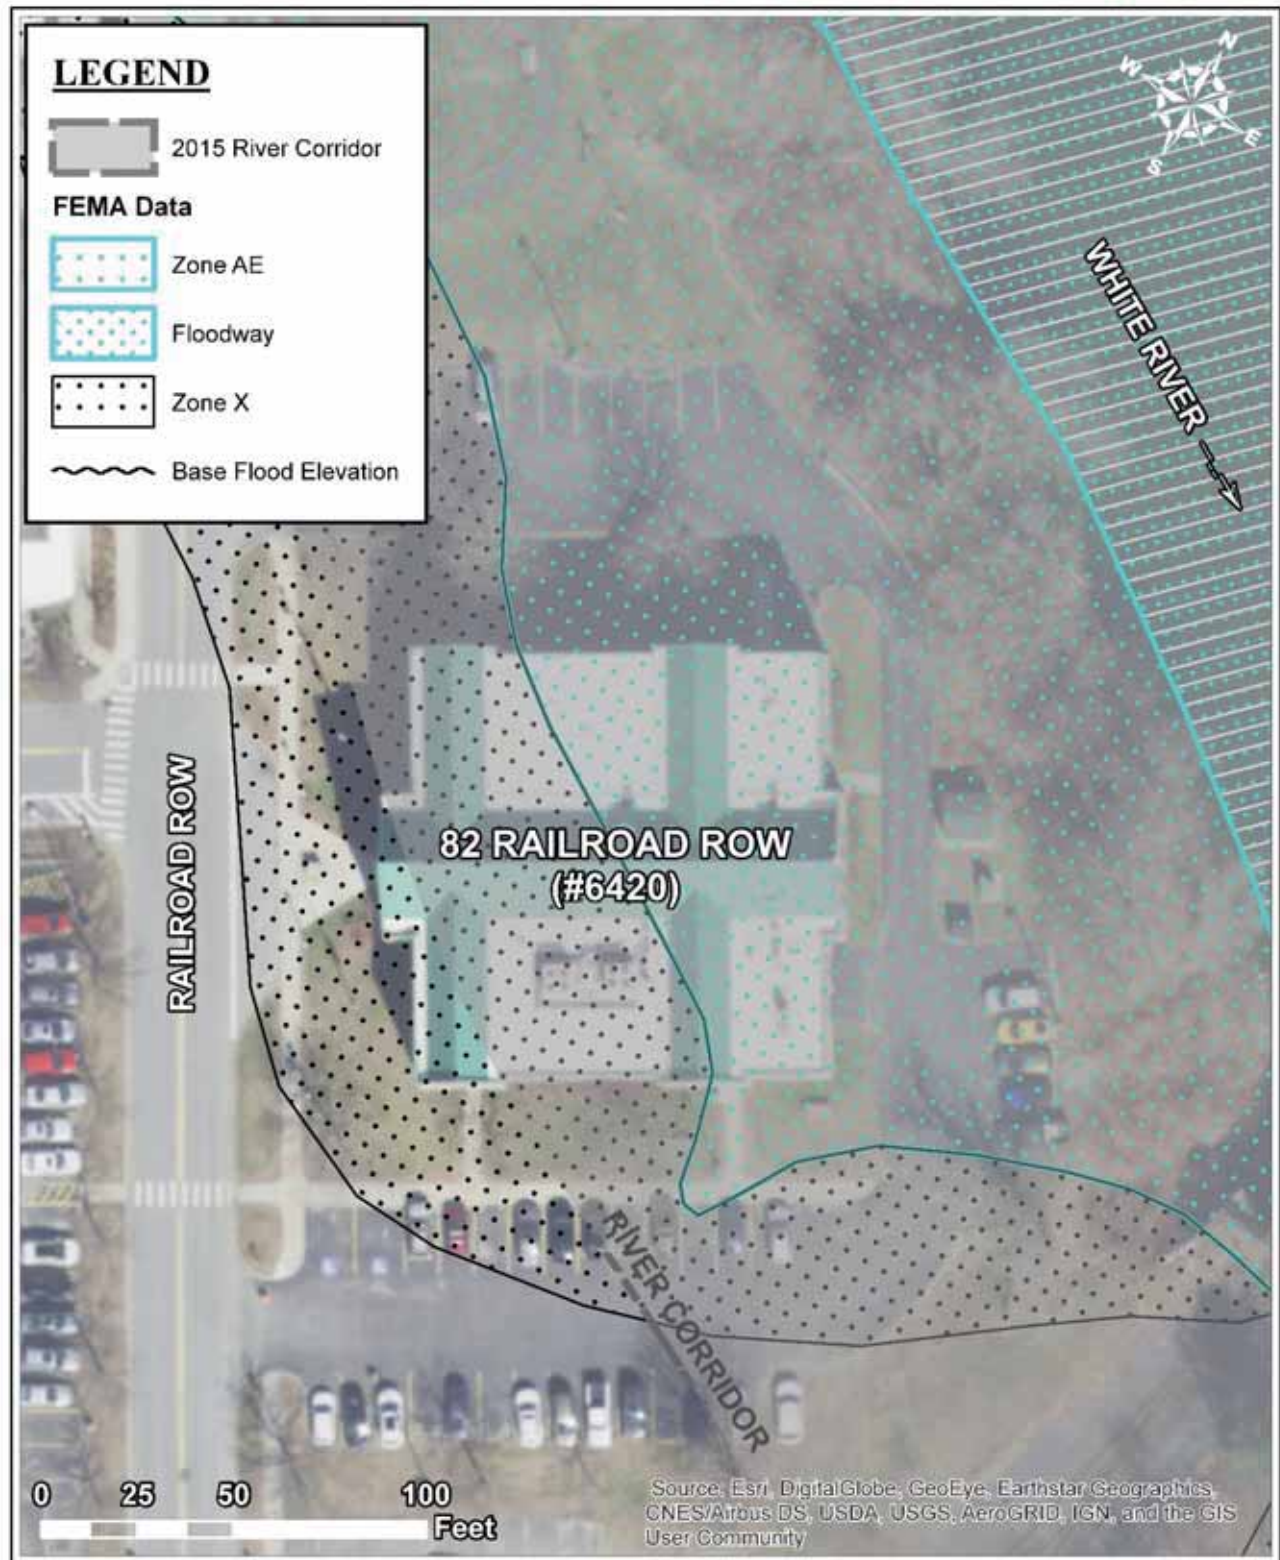 LEGEND
2015 River Corridor
FEMA Data
Zone AE
Floodway
Zone X
Base Flood Elevation
N
W
E
S
WHITE RIVER
82 RAILROAD ROW
(#6420)
RAILROAD ROW
RIVER CORRIDOR
0 25 50 100
Feet
Source: Esri, DigitalGlobe, GeoEye, Earthstar Geographics,
CNES/Airbus DS, USDA, USGS, AeroGRID, IGN, and the GIS
User Community